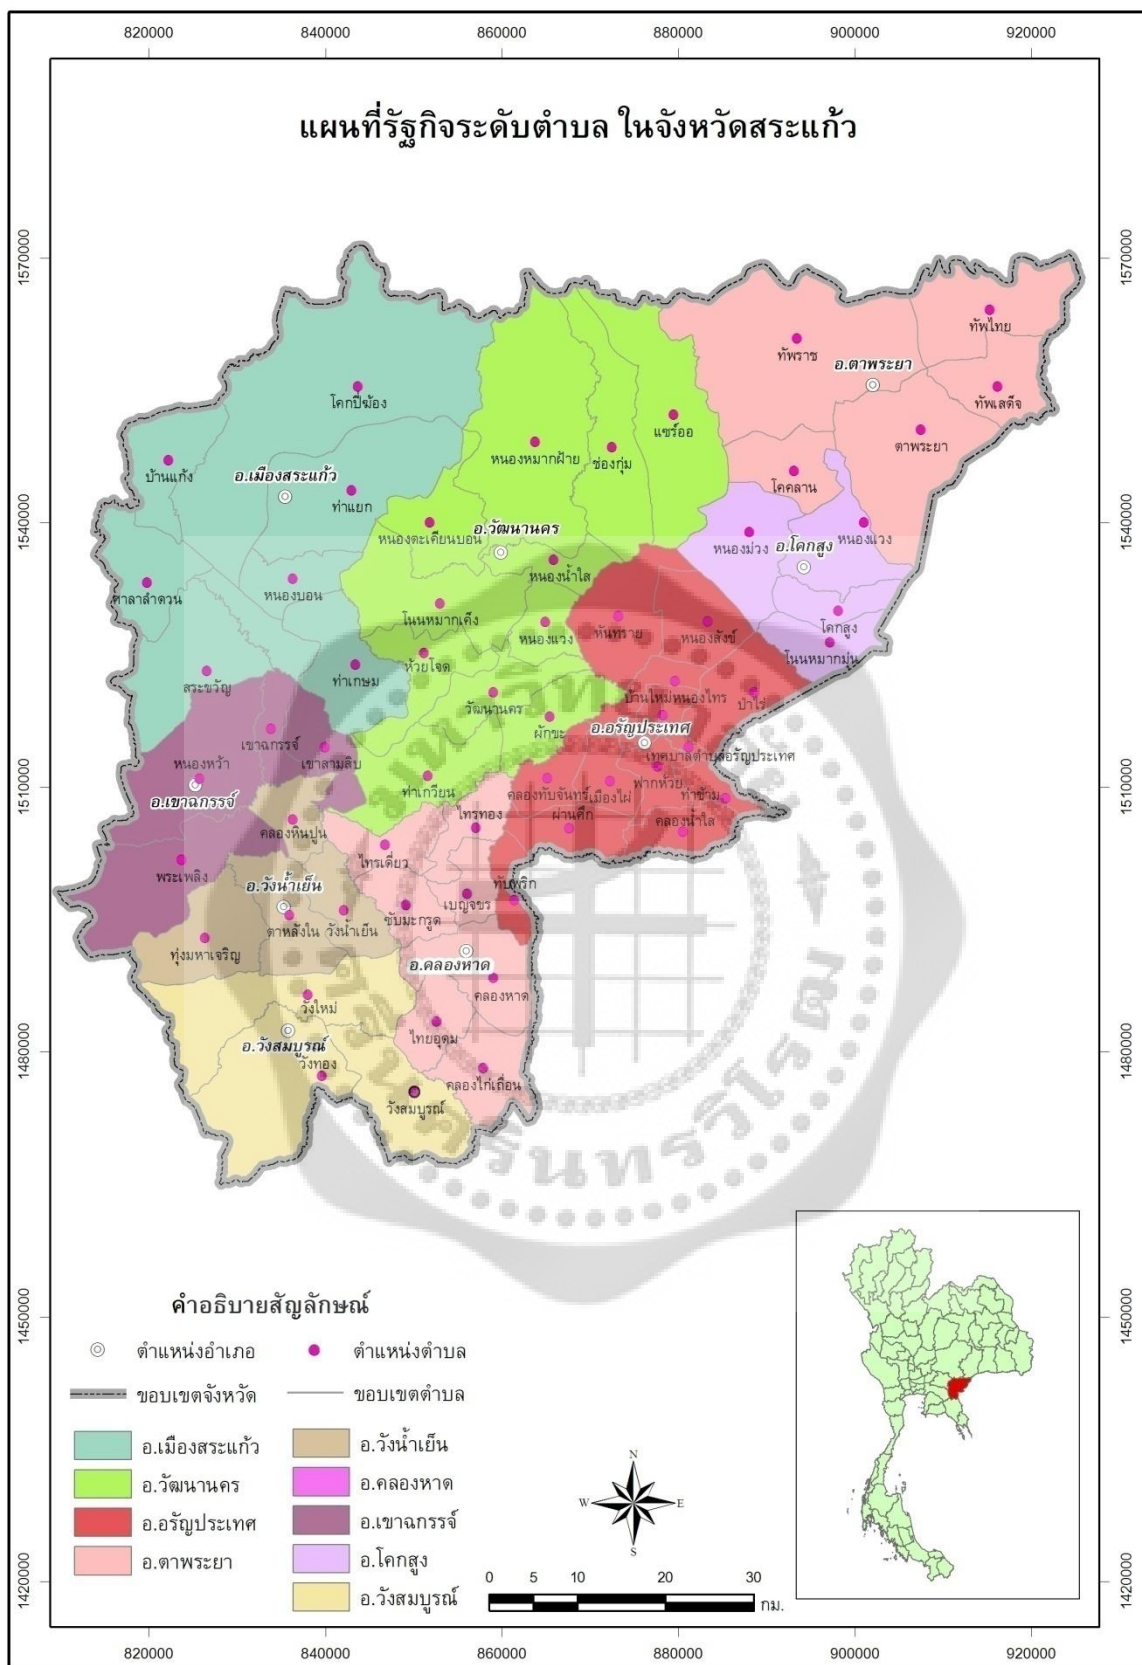 820000 840000 860000 880000 900000 920000
แผนที่รัฐกิจระดับตำบล ในจังหวัดสระแก้ว
1570000 1570000
ทัพไทย
ทัพราช
อ.ตาพระยา
โคกปี่ฆ้อง
ทัพเสด็จ
แซร์ออ
ตาพระยา
หนองหมากฝ้าย
ช่องกุ่ม
บ้านแก้ง
อ.เมืองสระแก้ว
โคคลาน
ท่าแยก
1540000 1540000
หนองตะเคียนบอน
อ.วัฒนานคร
หนองม่วง
หนองแวง
อ.โคกสูง
หนองน้ำใส
ศาลาลำดวน
หนองบอน
โนนหมากเค็ง
หนองแวง
หันทราย
หนองสังข์
โคกสูง
โนนหมากมุ่น
ห้วยโจด
ท่าเกษม
สระขวัญ
วัฒนานคร
บ้านใหม่หนองไทร
ป่าไร่
เขาฉกรรจ์
ผักขะ
อ.อรัญประเทศ
เขาสามสิบ
เทศบาลตำบลอรัญประเทศ
หนองหว้า
ท่าเกวียน
คลองทับจันทร์
เมืองไผ่
ฟากห้วย
ท่าข้าม
1510000 1510000
อ.เขาฉกรรจ์
คลองหินปูน
ไทรทอง
ผ่านศึก
คลองน้ำใส
ไทรเดี่ยว
พระเพลิง
อ.วังน้ำเย็น
ทับพริก
เบญจขร
ซับมะกรูด
ตาหลังใน
วังน้ำเย็น
ทุ่งมหาเจริญ
อ.คลองหาด
คลองหาด
วังใหม่
อ.วังสมบูรณ์
ไทยอุดม
1480000 1480000
วังทอง
คลองไก่เถื่อน
วังสมบูรณ์
มหาวิทยาลัยศรีนครินทรวิโรฒ
คำอธิบายสัญลักษณ์
1450000 1450000
ตำแหน่งอำเภอ ตำแหน่งตำบล
ขอบเขตจังหวัด ขอบเขตตำบล
อ.เมืองสระแก้ว อ.วังน้ำเย็น
อ.วัฒนานคร อ.คลองหาด
อ.อรัญประเทศ อ.เขาฉกรรจ์
อ.ตาพระยา อ.โคกสูง
อ.วังสมบูรณ์
N
W E
S
0 5 10 20 30
กม.
1420000 1420000
820000 840000 860000 880000 900000 920000